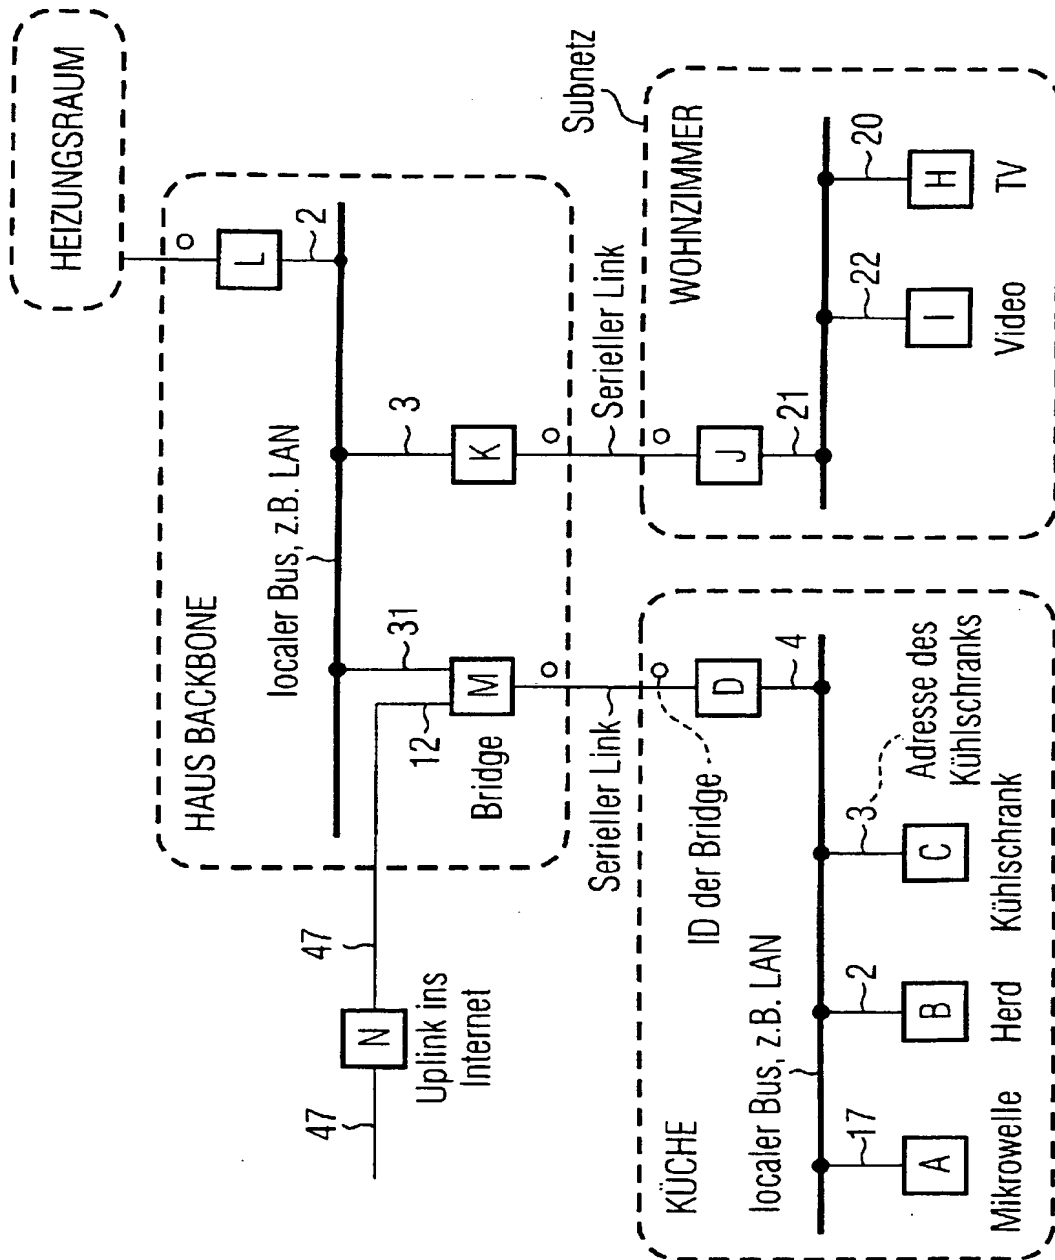 HEIZUNGSRAUM
HAUS BACKBONE
localer Bus, z.B. LAN
L
2
O
3
K
O
31
12
M
Bridge
O
47
47
N
Uplink ins
Internet
Serieller Link
Serieller Link
Subnetz
WOHNZIMMER
O
J
21
22
I
Video
20
H
TV
KÜCHE
localer Bus, z.B. LAN
ID der Bridge
O
D
4
17
A
Mikrowelle
2
B
Herd
3
C
Kühlschrank
Adresse des
Kühlschranks